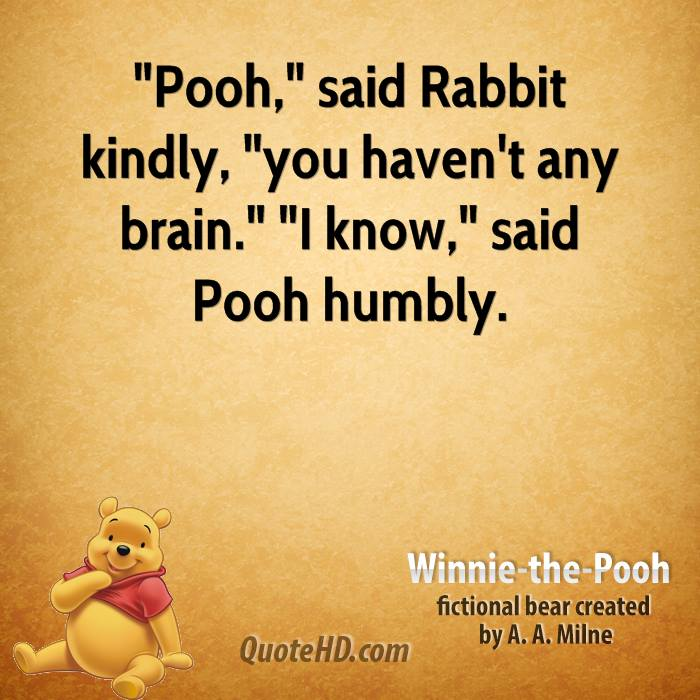 "Pooh," said Rabbit
kindly, "you haven't any
brain." "I know," said
Pooh humbly.
Winnie-the-Pooh
fictional bear created
by A. A. Milne
QuoteHD.com